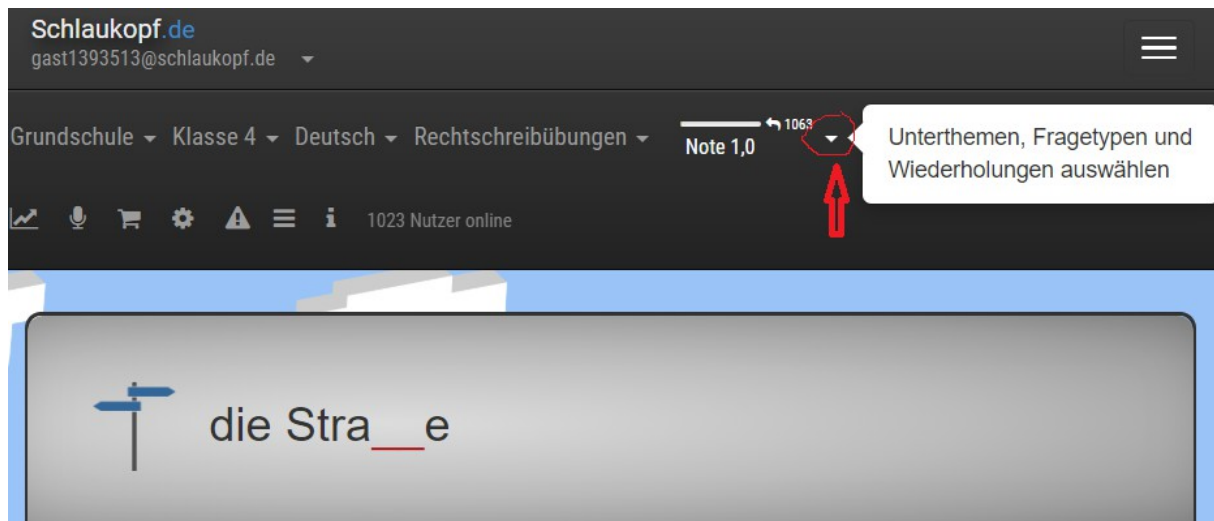 Schlaukopf.de
gast1393513@schlaukopf.de
Grundschule Klasse 4 Deutsch Rechtschreibübungen
1063
Note 1,0
Unterthemen, Fragetypen und
Wiederholungen auswählen
1023 Nutzer online
die Stra__e